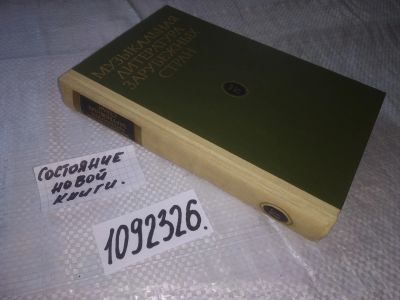 МУЗЫКАЛЬНАЯ
ЛИТЕРАТУРА
ЗАРУБЕЖНЫХ
СТРАН
СОСТОЯНИЕ
НОВОЙ
КНИГИ.
1092326.